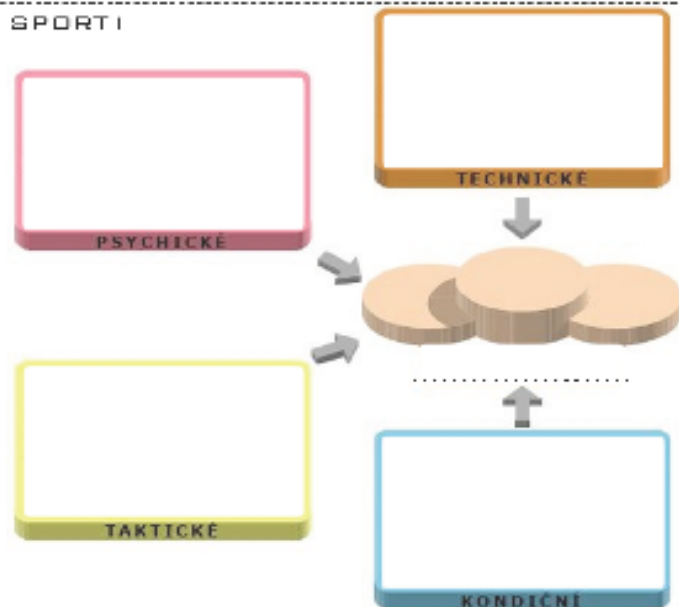 SPORTI
TECHNICKÉ
PSYCHICKÉ
TAKTICKÉ
KONDIČNÍ